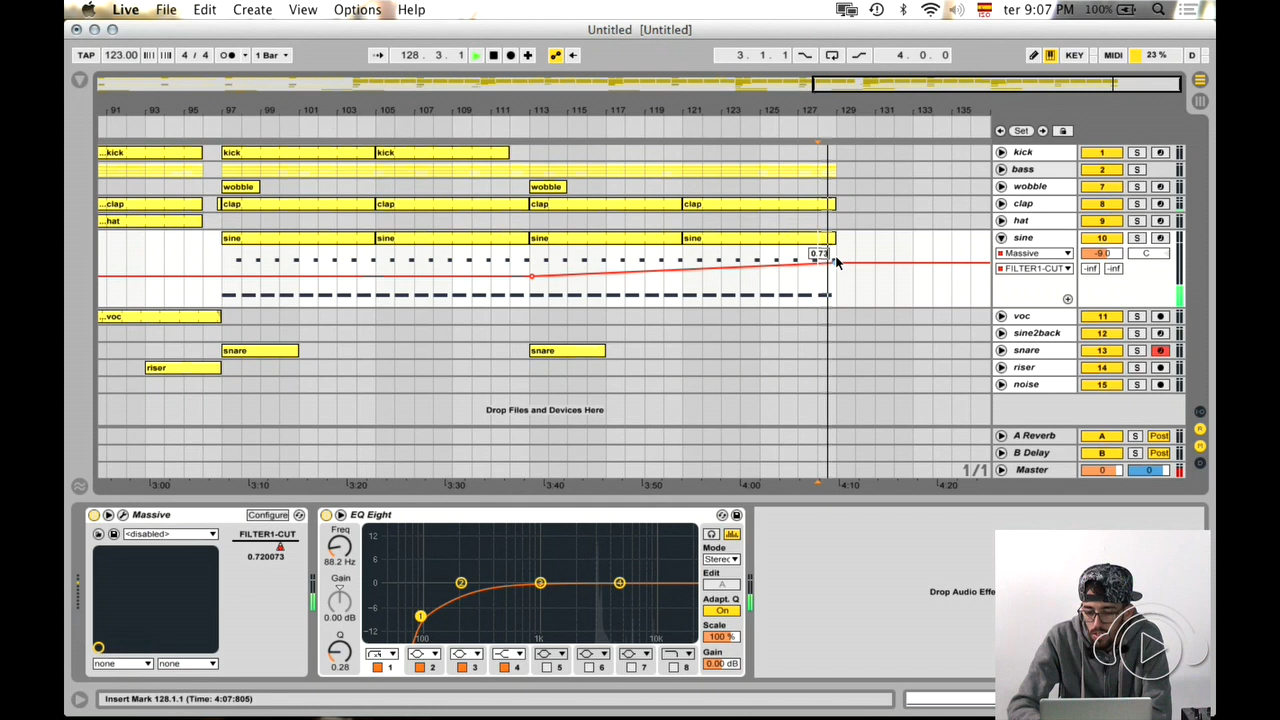 Live File Edit Create View Options Help ISO ter 9:07 PM 100%
Untitled [Untitled]
TAP 123.00 4 / 4 1 Bar 128. 3. 1 3. 1. 1 4. 0. 0 KEY MIDI 23 % D
91 93 95 97 99 101 103 105 107 109 111 113 115 117 119 121 123 125 127 129 131 133 135
Set
...kick kick kick kick 1 S
bass 2 S
wobble wobble wobble 7 S
...clap clap clap clap clap clap 8 S
...hat hat 9 S
sine sine sine sine sine 10 S
0.73 Massive -9.0 C
FILTER1-CUT -inf -inf
...voc voc 11 S
sine2back 12 S
snare snare snare 13 S
riser riser 14 S
noise 15 S
Drop Files and Devices Here
A Reverb A S Post
B Delay B S Post
1/1 Master 0 0
3:00 3:10 3:20 3:30 3:40 3:50 4:00 4:10 4:20
Massive Configure
<disabled> FILTER1-CUT
0.720073
none none
EQ Eight
Freq
88.2 Hz
Gain
0.00 dB
Q
0.28
12
6
0
-6
-12
1 2 3 4
100 1K 10K
1 2 3 4 5 6 7 8
Mode
Stereo
Edit
A
Adapt. Q
On
Scale
100 %
Gain
0.00 dB
Drop Audio Effe
Insert Mark 128.1.1 (Time: 4:07:805)